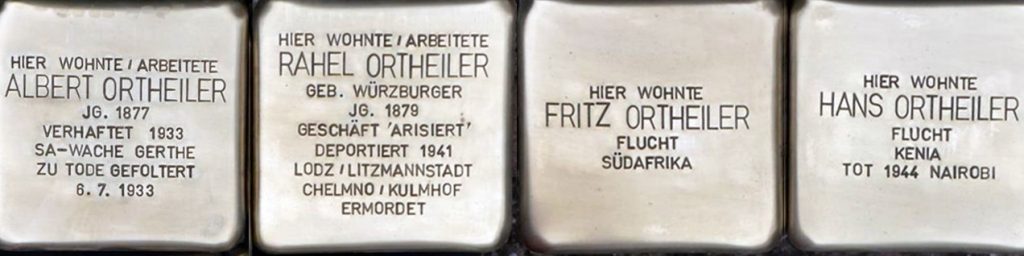 HIER WOHNTE / ARBEITETE
ALBERT ORTHEILER
JG. 1877
VERHAFTET 1933
SA-WACHE GERTHE
ZU TODE GEFOLTERT
6. 7. 1933
HIER WOHNTE / ARBEITETE
RAHEL ORTHEILER
GEB. WÜRZBURGER
JG. 1879
GESCHÄFT 'ARISIERT'
DEPORTIERT 1941
LODZ / LITZMANNSTADT
CHELMNO / KULMHOF
ERMORDET
HIER WOHNTE
FRITZ ORTHEILER
FLUCHT
SÜDAFRIKA
HIER WOHNTE
HANS ORTHEILER
FLUCHT
KENIA
TOT 1944 NAIROBI